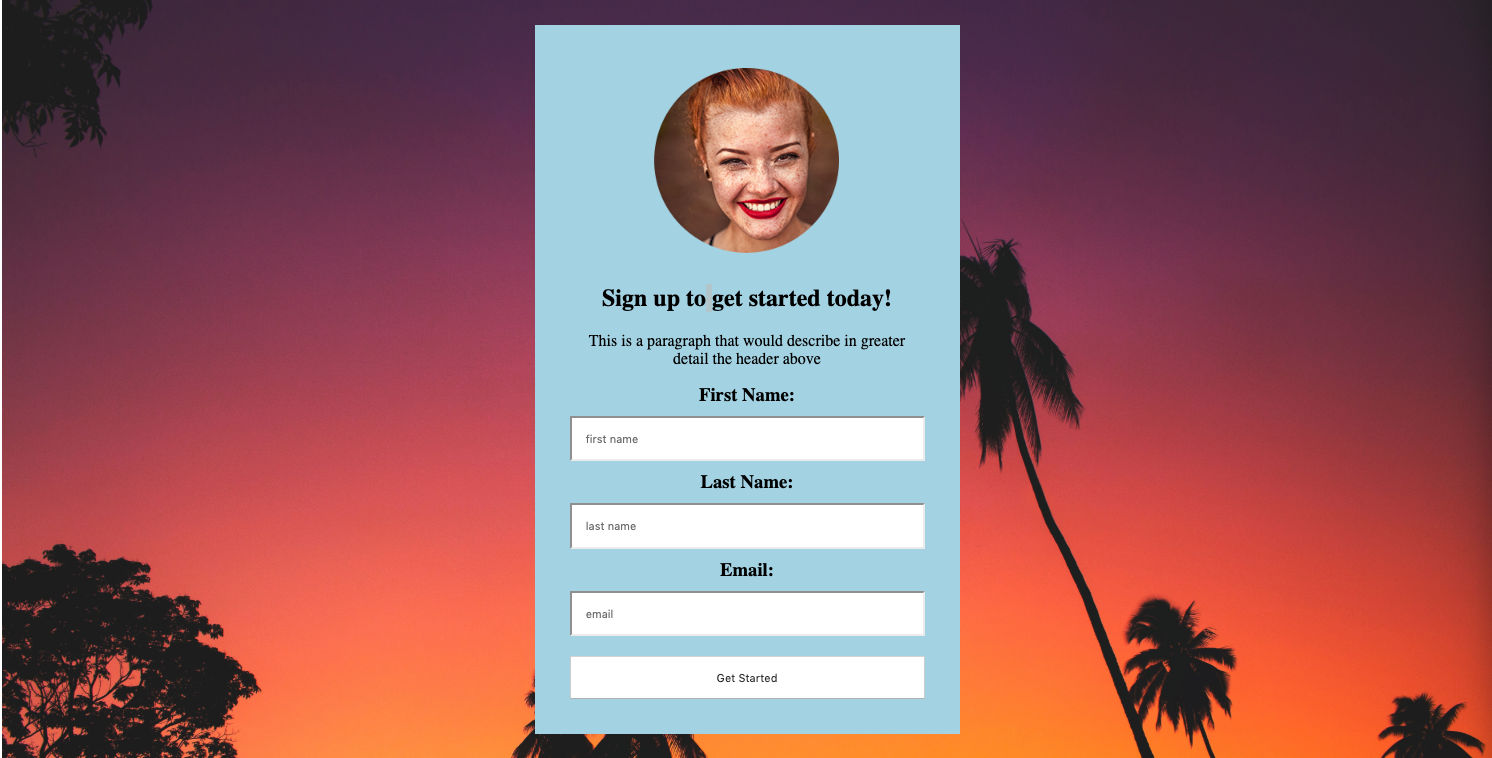 Sign up to get started today!
This is a paragraph that would describe in greater
detail the header above
First Name:
first name
Last Name:
last name
Email:
email
Get Started